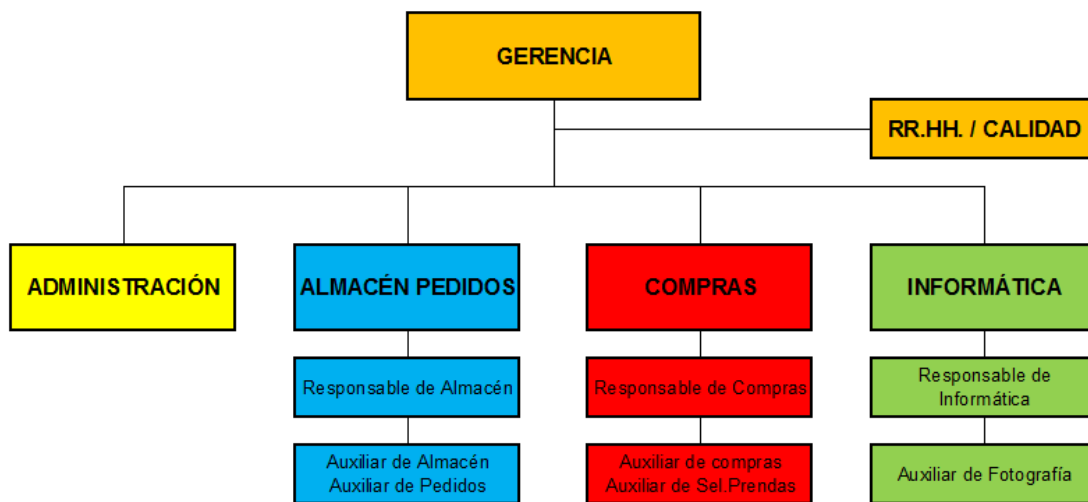 GERENCIA
RR.HH. / CALIDAD
ADMINISTRACIÓN
ALMACÉN PEDIDOS
COMPRAS
INFORMÁTICA
Responsable de Almacén
Responsable de Compras
Responsable de
Informática
Auxiliar de Almacén
Auxiliar de Pedidos
Auxiliar de compras
Auxiliar de Sel.Prendas
Auxiliar de Fotografía